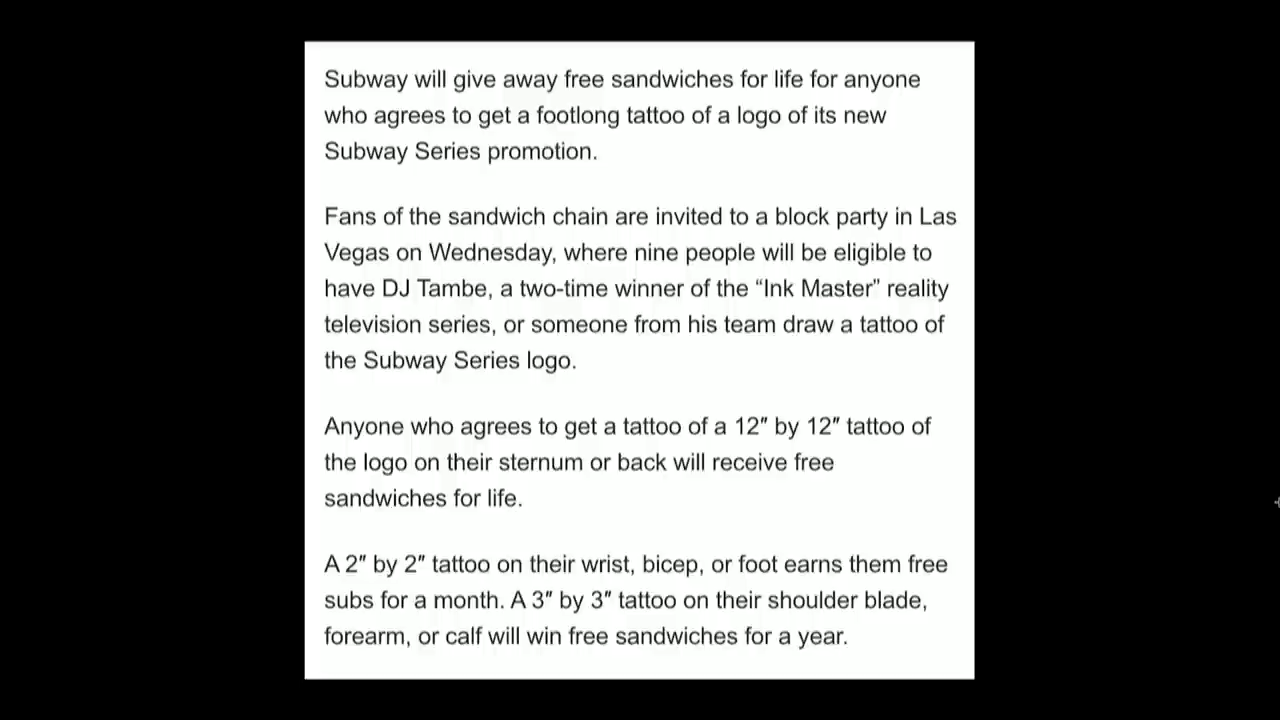 Subway will give away free sandwiches for life for anyone
who agrees to get a footlong tattoo of a logo of its new
Subway Series promotion.
Fans of the sandwich chain are invited to a block party in Las
Vegas on Wednesday, where nine people will be eligible to
have DJ Tambe, a two-time winner of the “Ink Master” reality
television series, or someone from his team draw a tattoo of
the Subway Series logo.
Anyone who agrees to get a tattoo of a 12″ by 12″ tattoo of
the logo on their sternum or back will receive free
sandwiches for life.
A 2″ by 2″ tattoo on their wrist, bicep, or foot earns them free
subs for a month. A 3″ by 3″ tattoo on their shoulder blade,
forearm, or calf will win free sandwiches for a year.